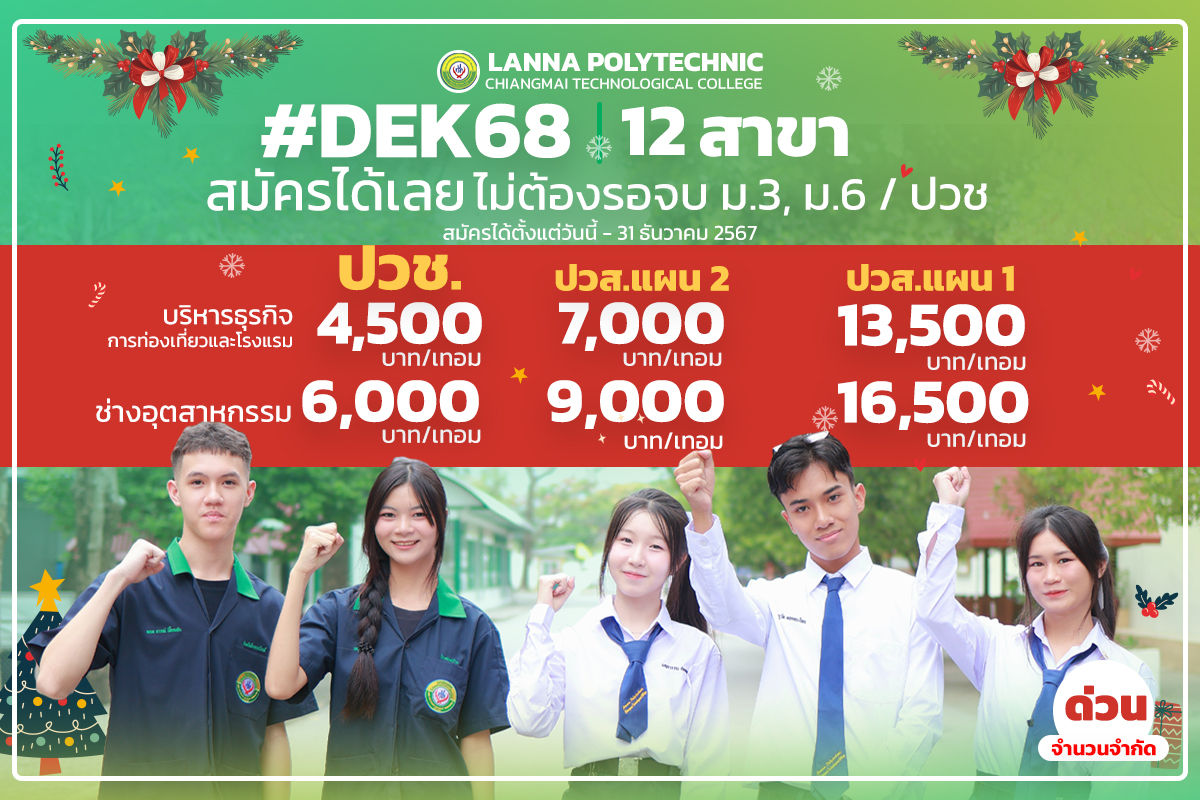 LANNA POLYTECHNIC
CHIANGMAI TECHNOLOGICAL COLLEGE
#DEK68 | 12 สาขา
สมัครได้เลย ไม่ต้องรอจบ ม.3, ม.6 / ปวช
สมัครได้ตั้งแต่วันนี้ - 31 ธันวาคม 2567
ปวช. ปวส.แผน 2 ปวส.แผน 1
บริหารธุรกิจ 4,500 7,000 13,500
การท่องเที่ยวและโรงแรม บาท/เทอม บาท/เทอม บาท/เทอม
ช่างอุตสาหกรรม 6,000 9,000 16,500
บาท/เทอม บาท/เทอม บาท/เทอม
ด่วน
จำนวนจำกัด